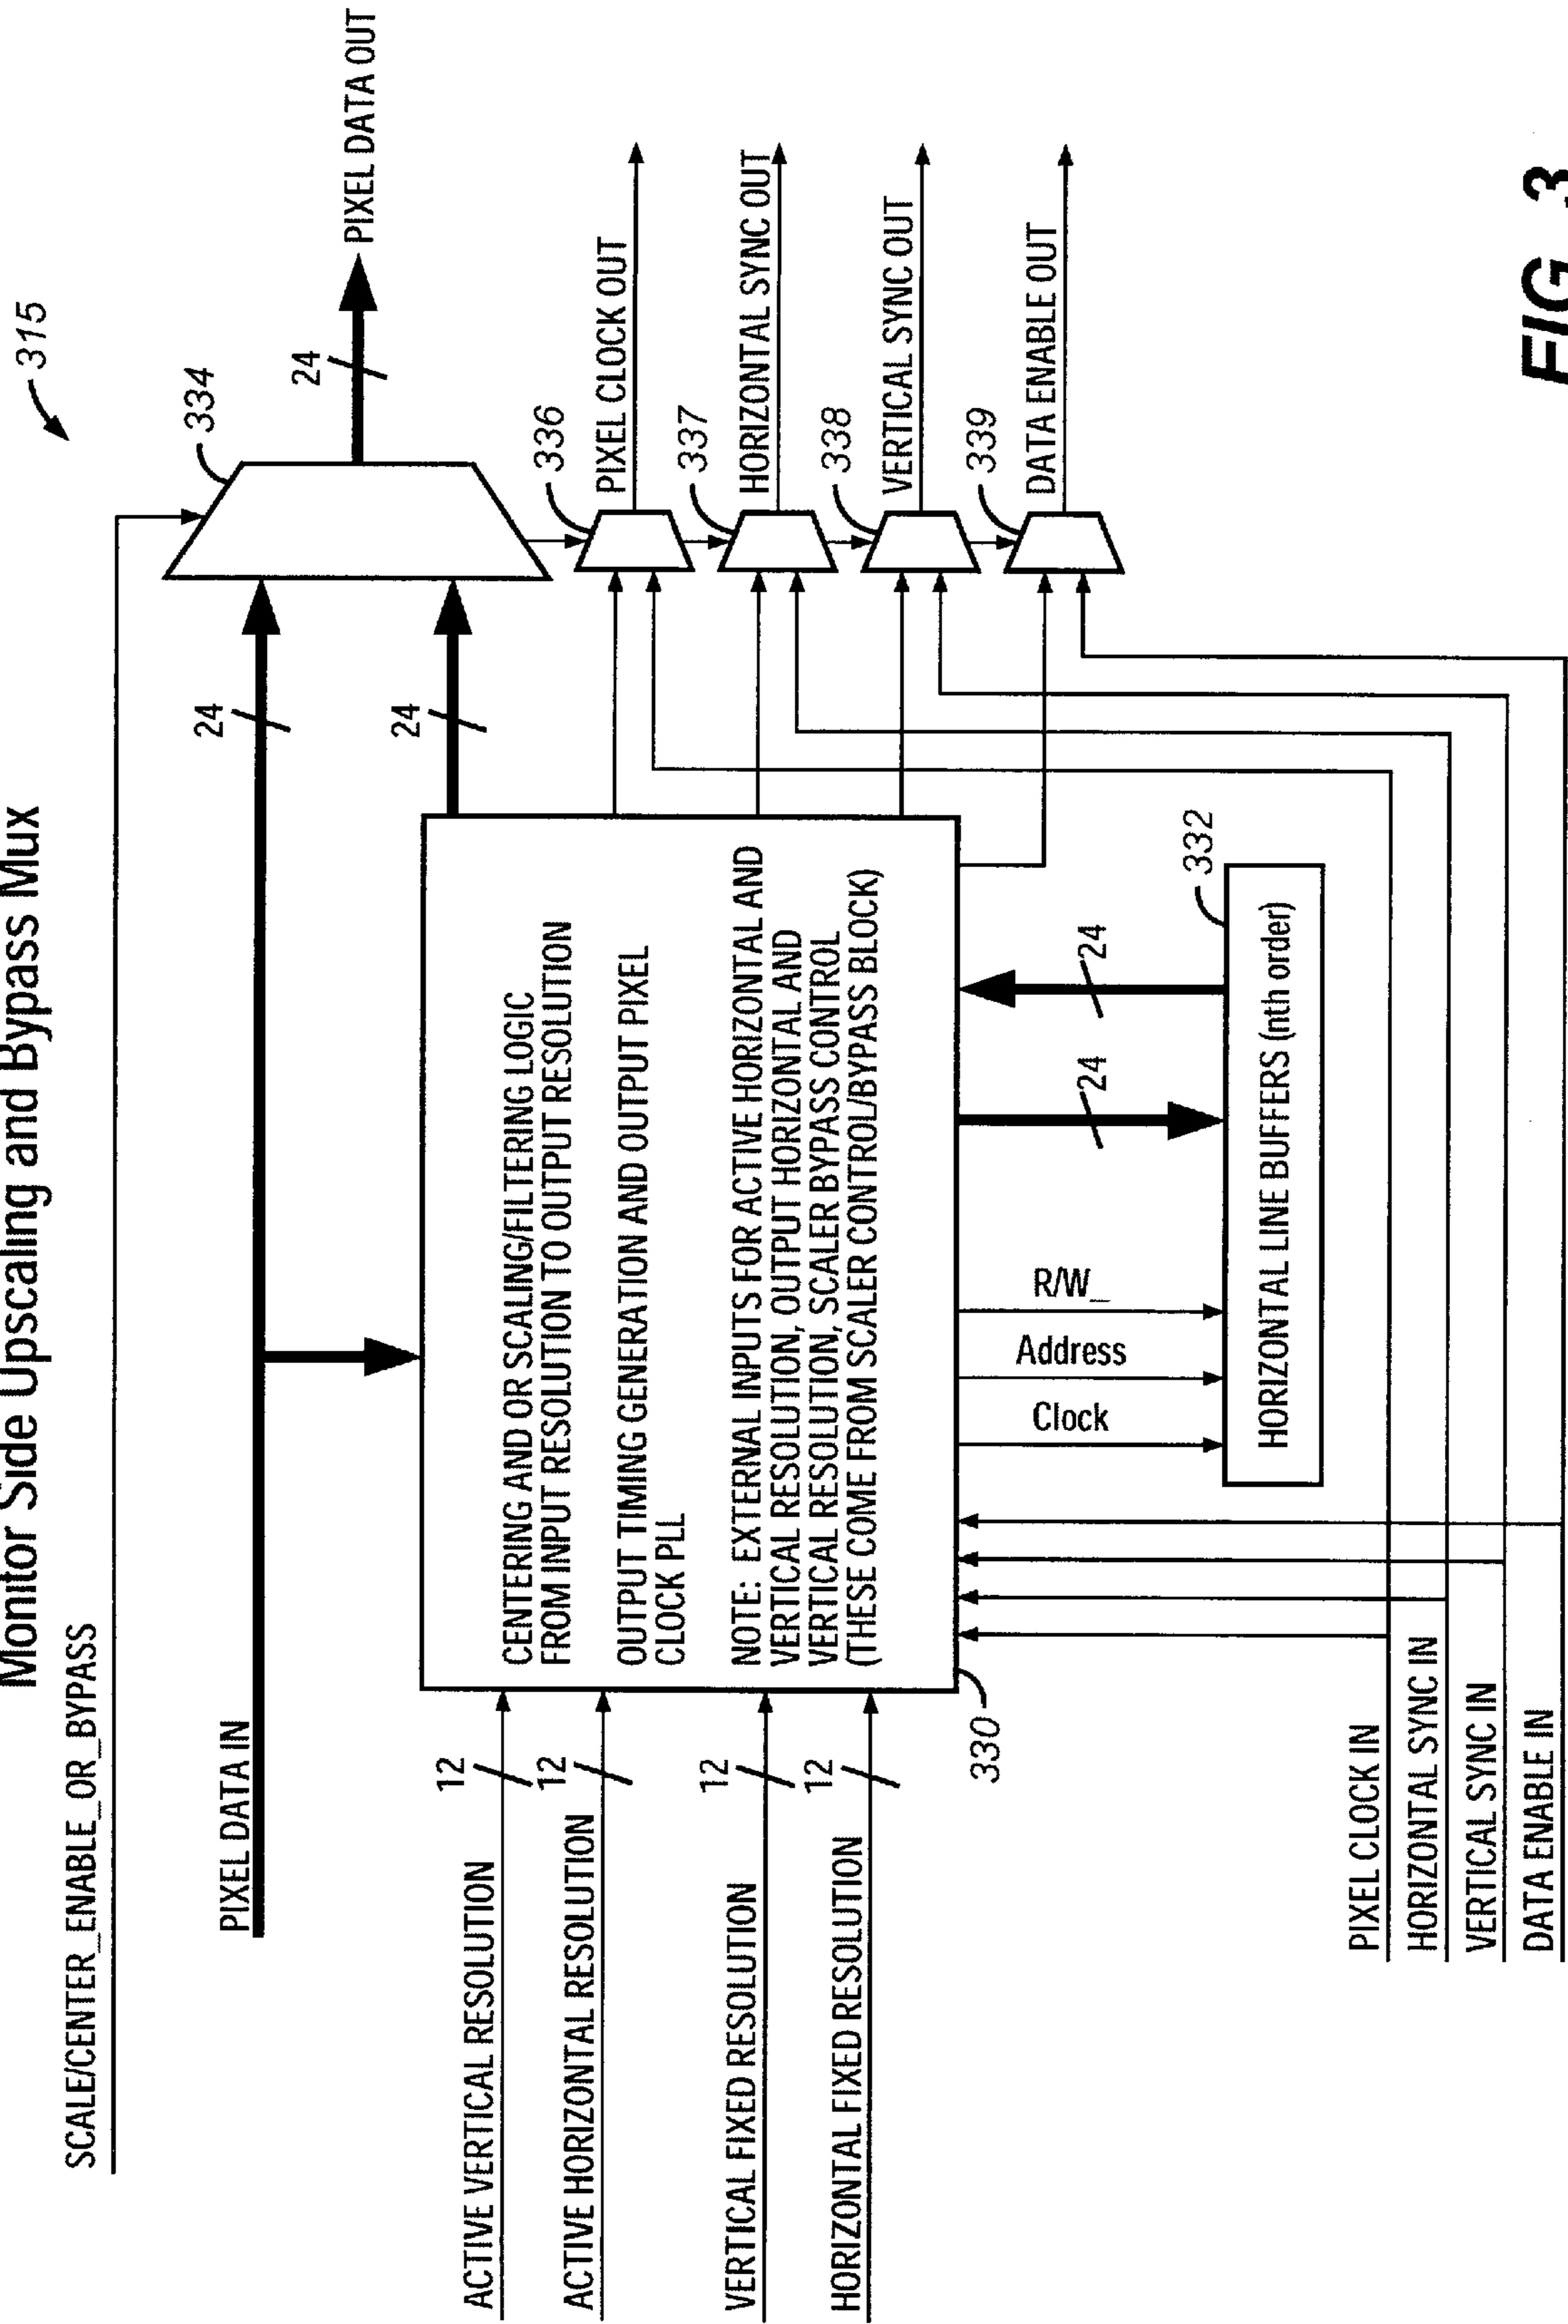 Monitor Side Upscaling and Bypass Mux
315
SCALE/CENTER_ENABLE_OR_BYPASS
334
PIXEL DATA IN
24
24
PIXEL DATA OUT
24
ACTIVE VERTICAL RESOLUTION
12
ACTIVE HORIZONTAL RESOLUTION
12
VERTICAL FIXED RESOLUTION
12
HORIZONTAL FIXED RESOLUTION
12
330
CENTERING AND OR SCALING/FILTERING LOGIC
FROM INPUT RESOLUTION TO OUTPUT RESOLUTION
OUTPUT TIMING GENERATION AND OUTPUT PIXEL
CLOCK PLL
NOTE: EXTERNAL INPUTS FOR ACTIVE HORIZONTAL AND
VERTICAL RESOLUTION, OUTPUT HORIZONTAL AND
VERTICAL RESOLUTION, SCALER BYPASS CONTROL
(THESE COME FROM SCALER CONTROL/BYPASS BLOCK)
336
PIXEL CLOCK OUT
337
HORIZONTAL SYNC OUT
338
VERTICAL SYNC OUT
339
DATA ENABLE OUT
Clock
Address
R/W_
24
24
332
HORIZONTAL LINE BUFFERS (nth order)
PIXEL CLOCK IN
HORIZONTAL SYNC IN
VERTICAL SYNC IN
DATA ENABLE IN
FIG_3